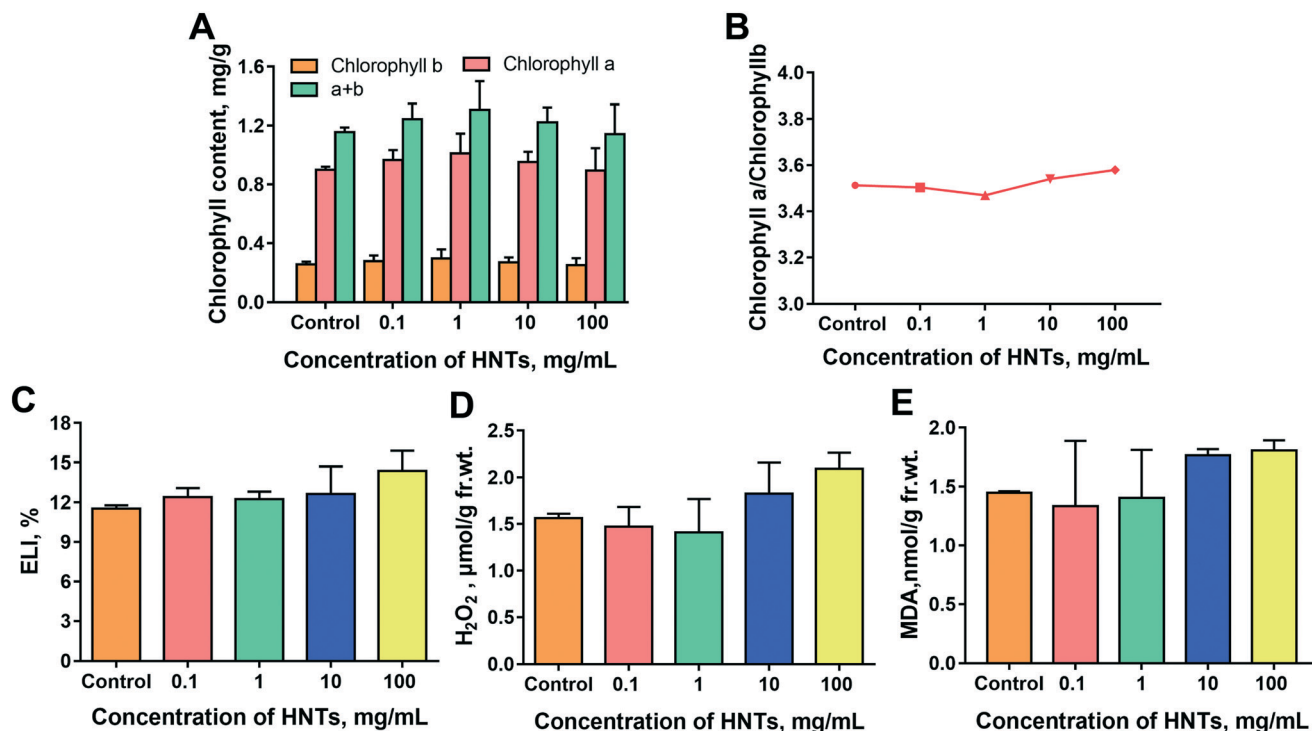 A
Chlorophyll b
Chlorophyll a
a+b
Chlorophyll content, mg/g
1.6
1.2
0.8
0.4
0.0
Control 0.1 1 10 100
Concentration of HNTs, mg/mL
B
Chlorophyll a/Chlorophyllb
4.0
3.8
3.6
3.4
3.2
3.0
Control 0.1 1 10 100
Concentration of HNTs, mg/mL
C
ELI, %
18
15
12
9
6
3
0
Control 0.1 1 10 100
Concentration of HNTs, mg/mL
D
H₂O₂ , μmol/g fr.wt.
2.5
2.0
1.5
1.0
0.5
0.0
Control 0.1 1 10 100
Concentration of HNTs, mg/mL
E
MDA,nmol/g fr.wt.
2.0
1.5
1.0
0.5
0.0
Control 0.1 1 10 100
Concentration of HNTs, mg/mL